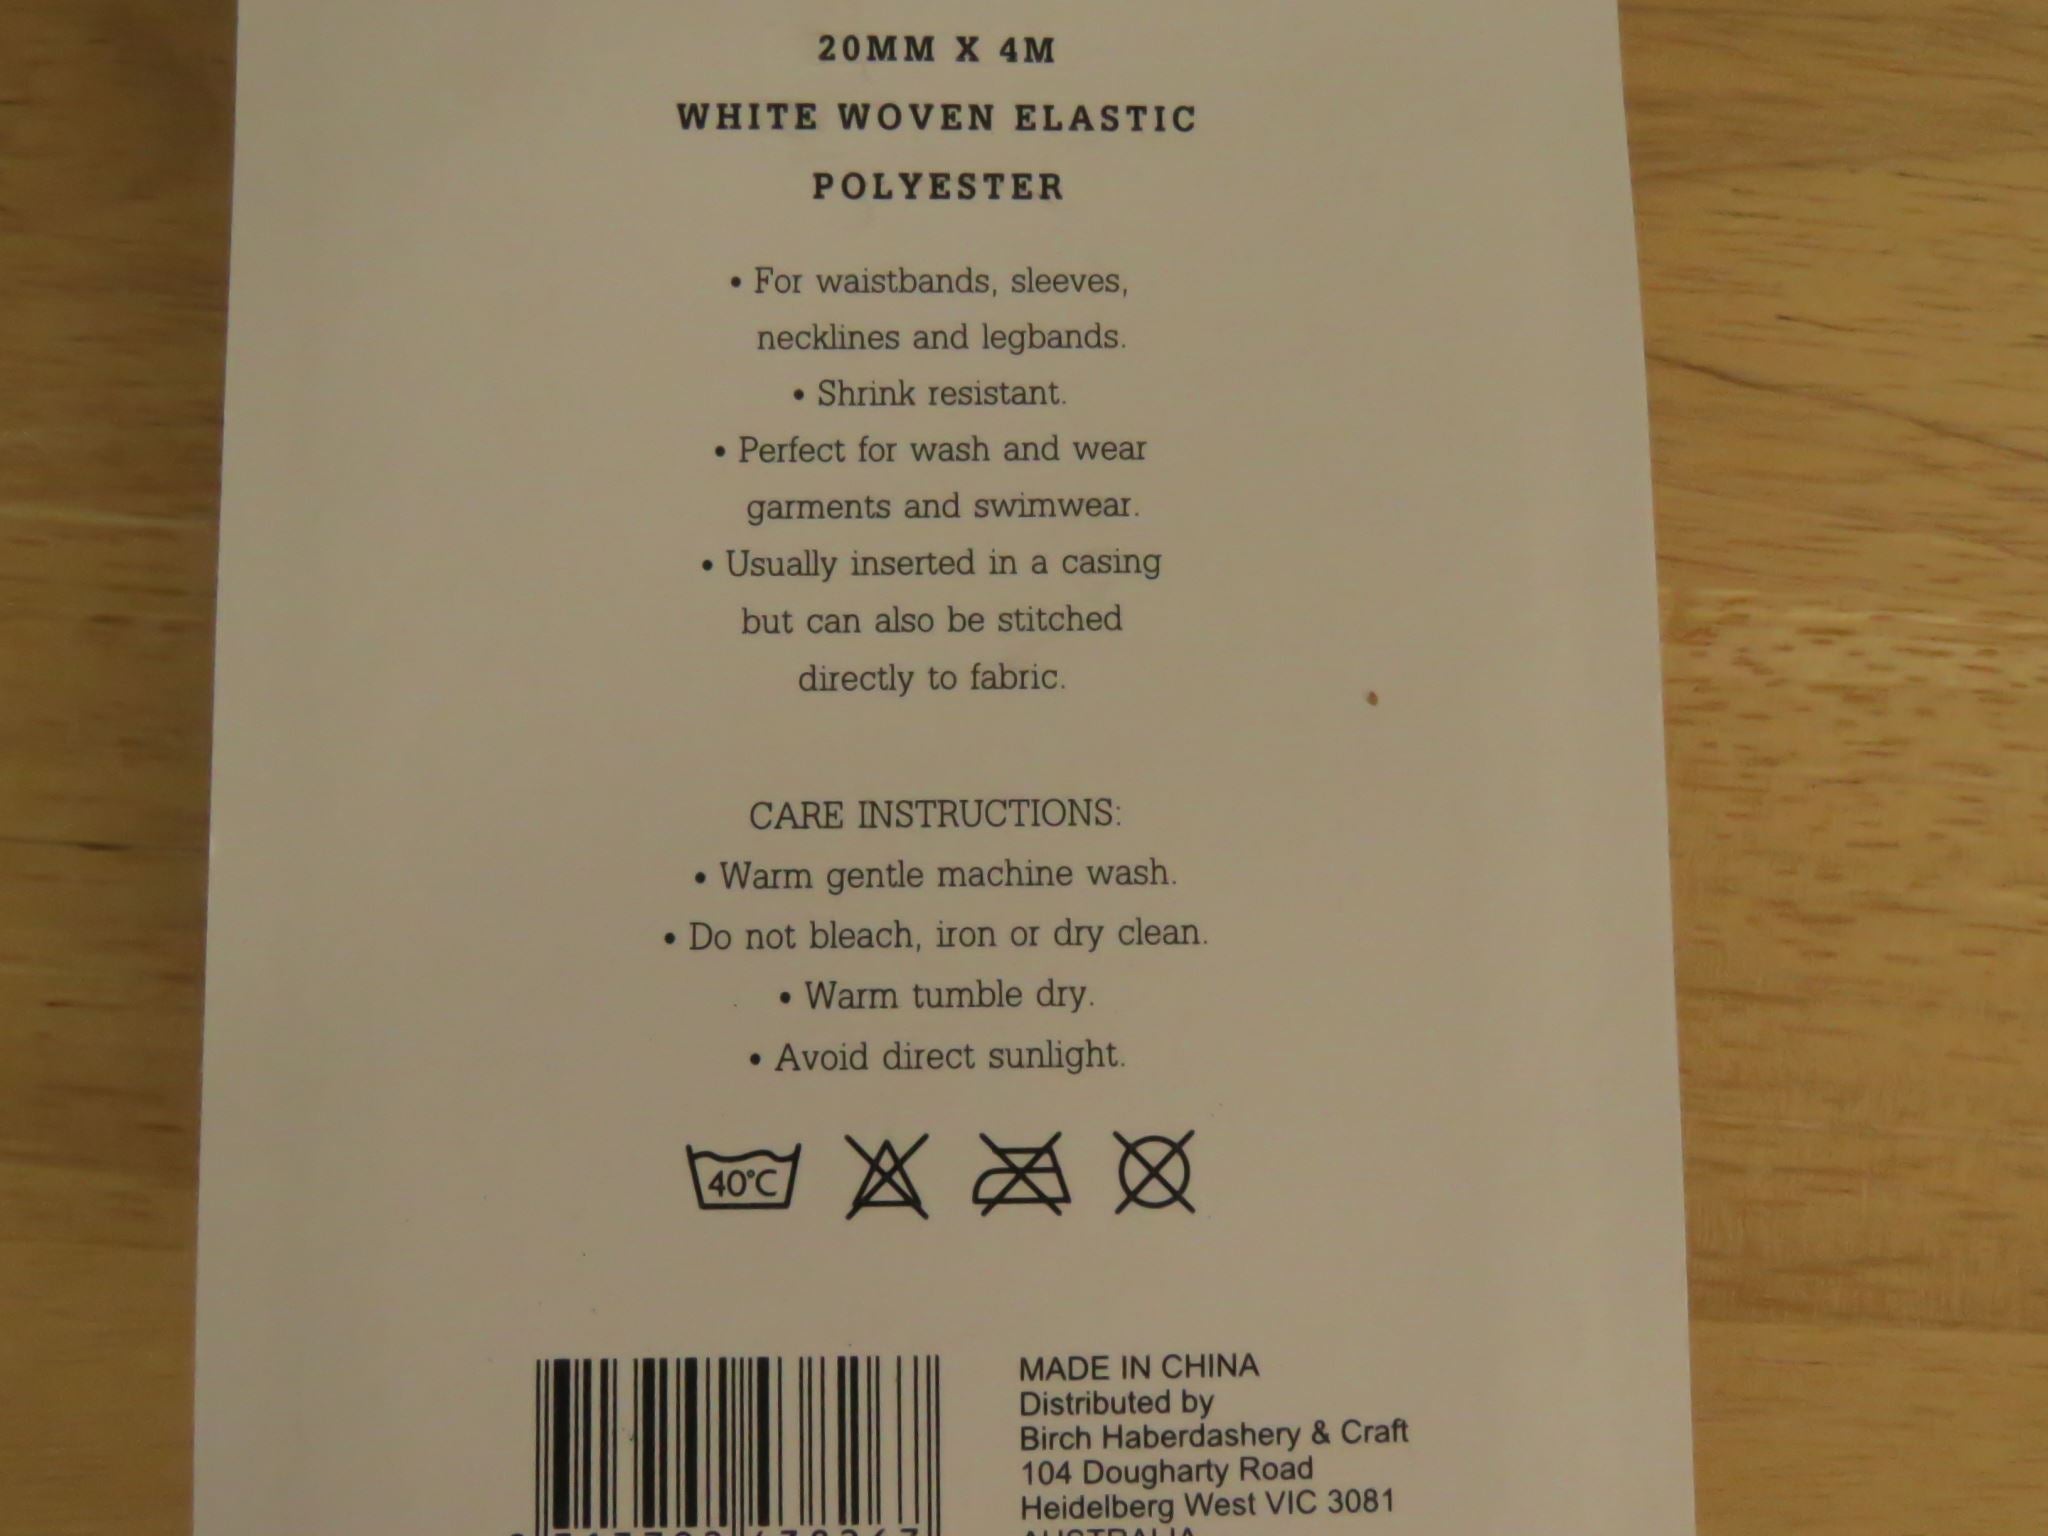 20MM X 4M
WHITE WOVEN ELASTIC
POLYESTER
• For waistbands, sleeves,
necklines and legbands.
• Shrink resistant.
• Perfect for wash and wear
garments and swimwear.
• Usually inserted in a casing
but can also be stitched
directly to fabric.
CARE INSTRUCTIONS:
• Warm gentle machine wash.
• Do not bleach, iron or dry clean.
• Warm tumble dry.
• Avoid direct sunlight.
40°C
MADE IN CHINA
Distributed by
Birch Haberdashery & Craft
104 Dougharty Road
Heidelberg West VIC 3081
AUSTRALIA